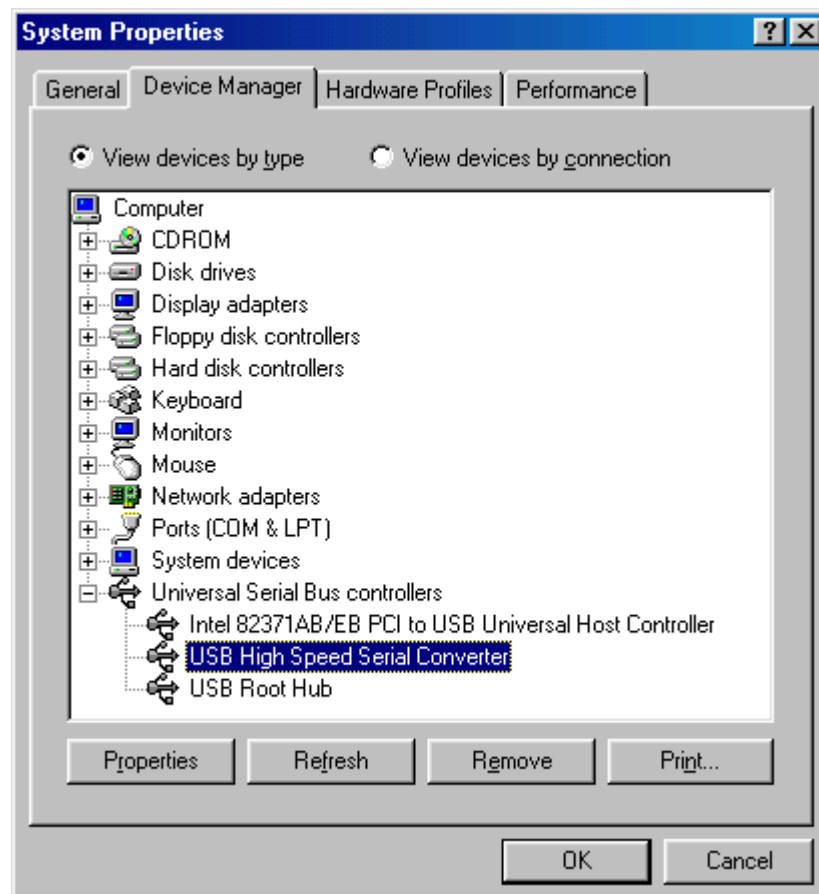 System Properties
General Device Manager Hardware Profiles Performance
View devices by type View devices by connection
Computer
CDROM
Disk drives
Display adapters
Floppy disk controllers
Hard disk controllers
Keyboard
Monitors
Mouse
Network adapters
Ports (COM & LPT)
System devices
Universal Serial Bus controllers
Intel 82371AB/EB PCI to USB Universal Host Controller
USB High Speed Serial Converter
USB Root Hub
Properties Refresh Remove Print...
OK Cancel